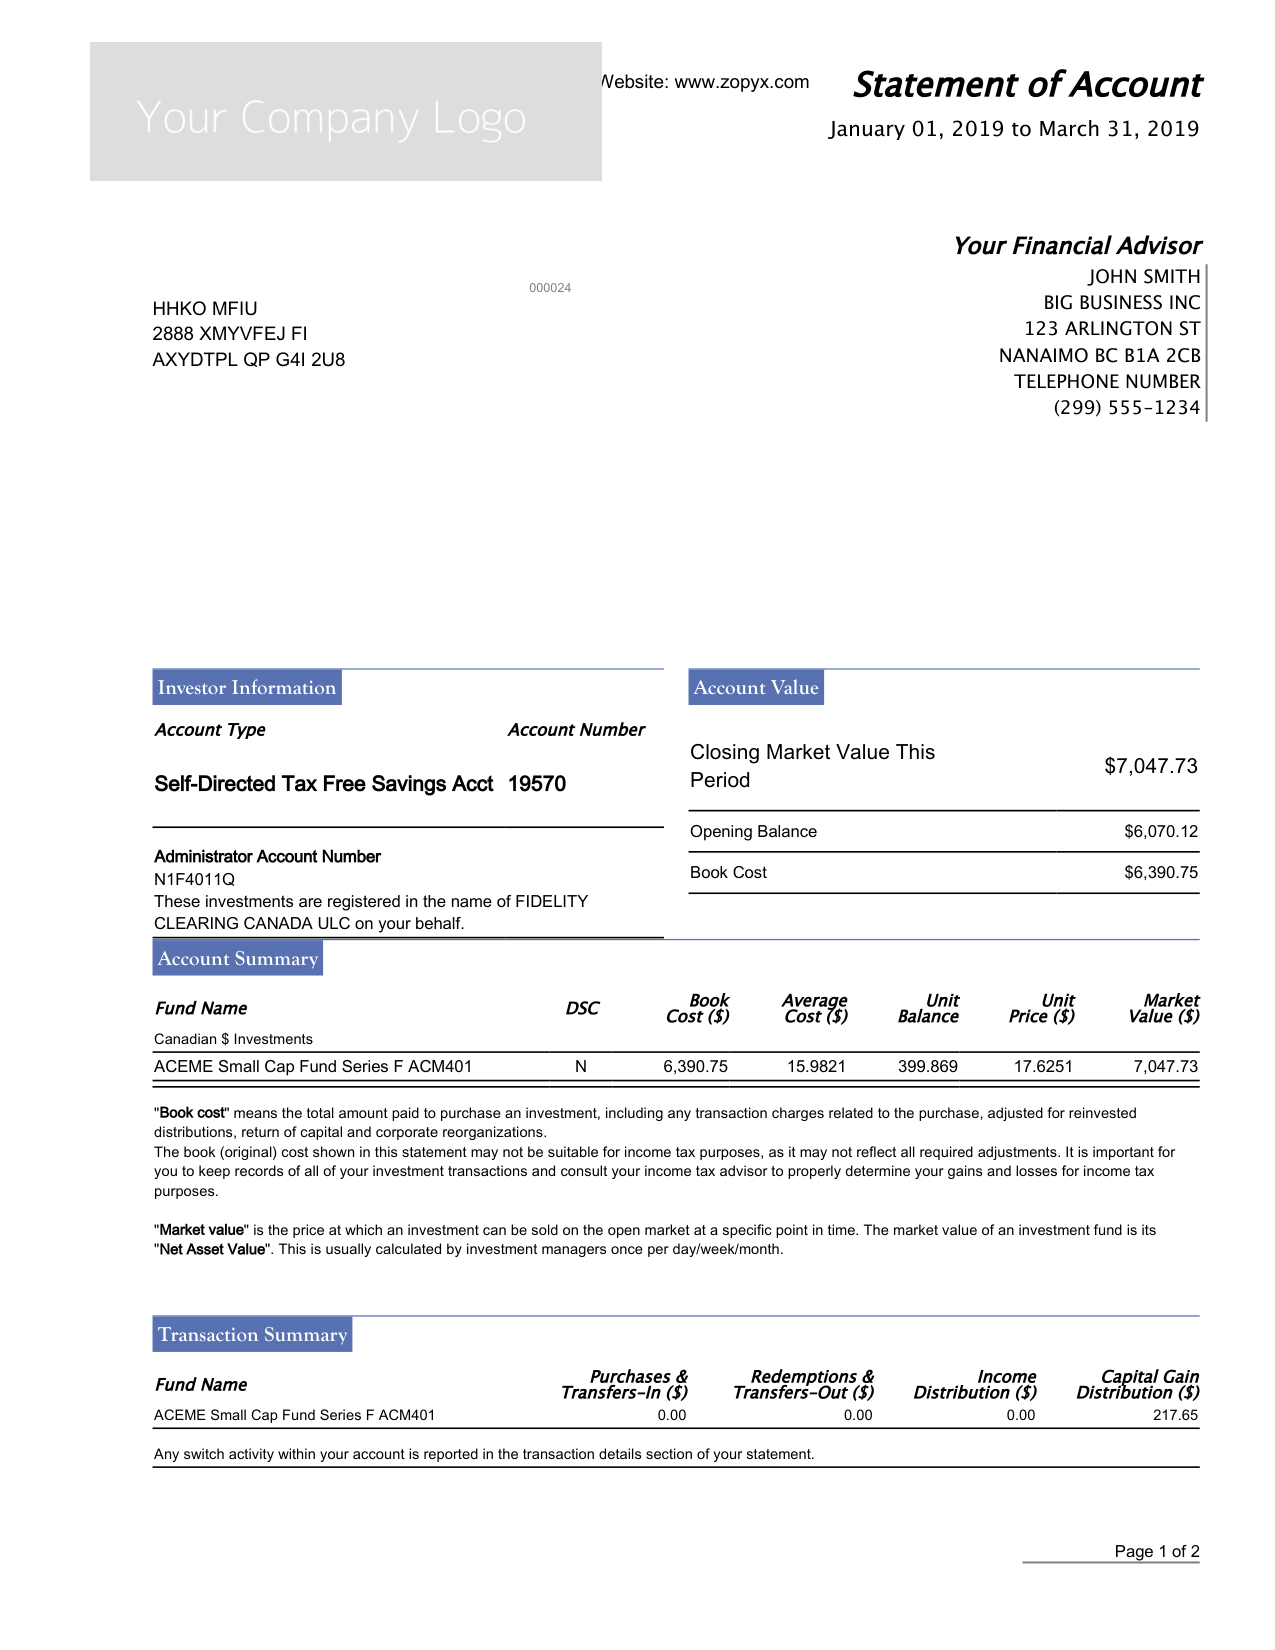 Your Company Logo
Website: www.zopyx.com
Statement of Account
January 01, 2019 to March 31, 2019
Your Financial Advisor
JOHN SMITH
BIG BUSINESS INC
123 ARLINGTON ST
NANAIMO BC B1A 2CB
TELEPHONE NUMBER
(299) 555-1234
000024
HHKO MFIU
2888 XMYVFEJ FI
AXYDTPL QP G4I 2U8
Investor Information
Account Type Account Number
Self-Directed Tax Free Savings Acct 19570
Administrator Account Number
N1F4011Q
These investments are registered in the name of FIDELITY
CLEARING CANADA ULC on your behalf.
Account Value
Closing Market Value This
Period
$7,047.73
Opening Balance $6,070.12
Book Cost $6,390.75
Account Summary
Fund Name DSC Book Cost ($) Average Cost ($) Unit Balance Unit Price ($) Market Value ($)
Canadian $ Investments
ACEME Small Cap Fund Series F ACM401 N 6,390.75 15.9821 399.869 17.6251 7,047.73
"Book cost" means the total amount paid to purchase an investment, including any transaction charges related to the purchase, adjusted for reinvested
distributions, return of capital and corporate reorganizations.
The book (original) cost shown in this statement may not be suitable for income tax purposes, as it may not reflect all required adjustments. It is important for
you to keep records of all of your investment transactions and consult your income tax advisor to properly determine your gains and losses for income tax
purposes.
"Market value" is the price at which an investment can be sold on the open market at a specific point in time. The market value of an investment fund is its
"Net Asset Value". This is usually calculated by investment managers once per day/week/month.
Transaction Summary
Fund Name Purchases & Transfers-In ($) Redemptions & Transfers-Out ($) Income Distribution ($) Capital Gain Distribution ($)
ACEME Small Cap Fund Series F ACM401 0.00 0.00 0.00 217.65
Any switch activity within your account is reported in the transaction details section of your statement.
Page 1 of 2